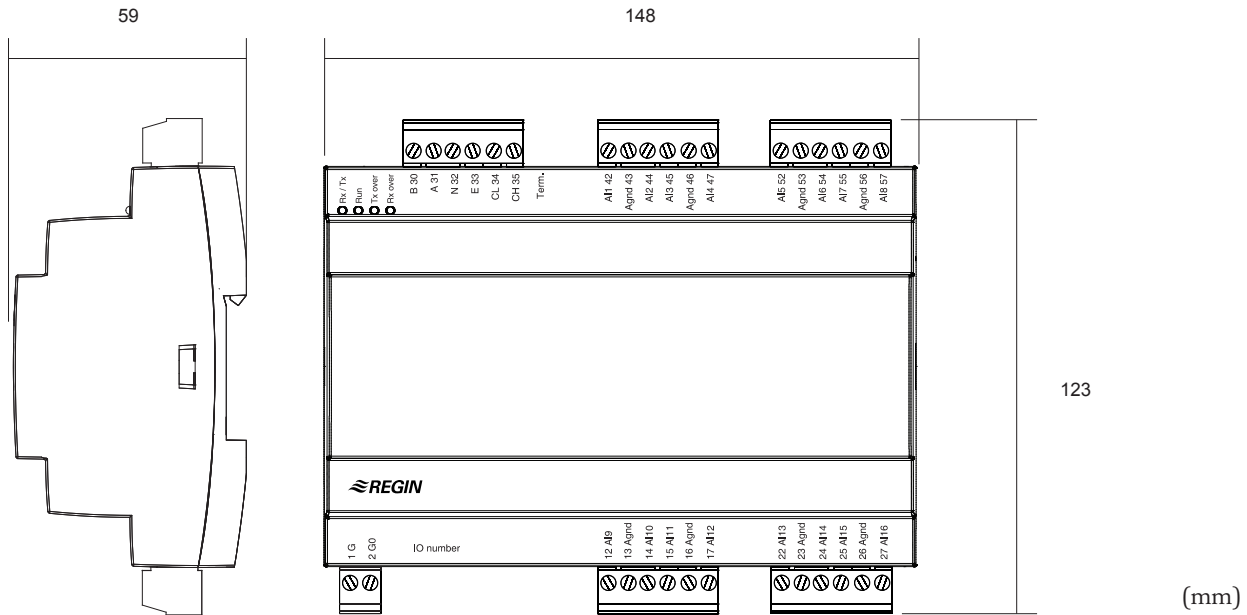 59
148
Rx / Tx
Run
Tx over
Rx over
B 30
A 31
N 32
E 33
CL 34
CH 35
Term.
AI1 42
Agnd 43
AI2 44
AI3 45
Agnd 46
AI4 47
AI5 52
Agnd 53
AI6 54
AI7 55
Agnd 56
AI8 57
123
REGIN
1 G
2 G0
IO number
12 AI9
13 Agnd
14 AI10
15 AI11
16 Agnd
17 AI12
22 AI13
23 Agnd
24 AI14
25 AI15
26 Agnd
27 AI16
(mm)